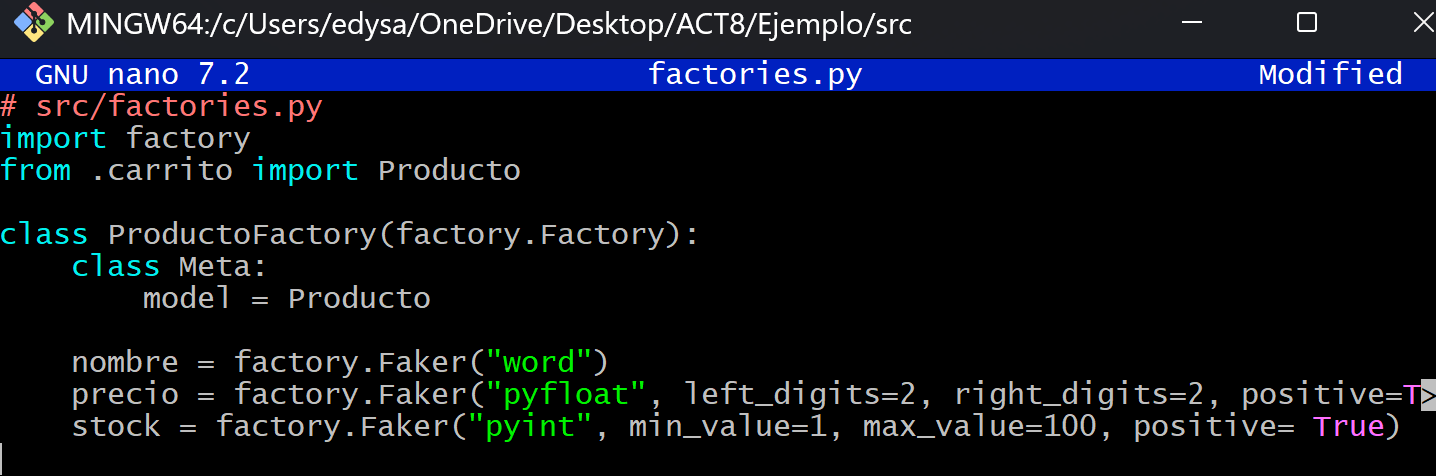 MINGW64:/c/Users/edysa/OneDrive/Desktop/ACT8/Ejemplo/src
GNU nano 7.2 factories.py Modified
# src/factories.py
import factory
from .carrito import Producto
class ProductoFactory(factory.Factory):
    class Meta:
        model = Producto
    nombre = factory.Faker("word")
    precio = factory.Faker("pyfloat", left_digits=2, right_digits=2, positive=T>
    stock = factory.Faker("pyint", min_value=1, max_value=100, positive= True)